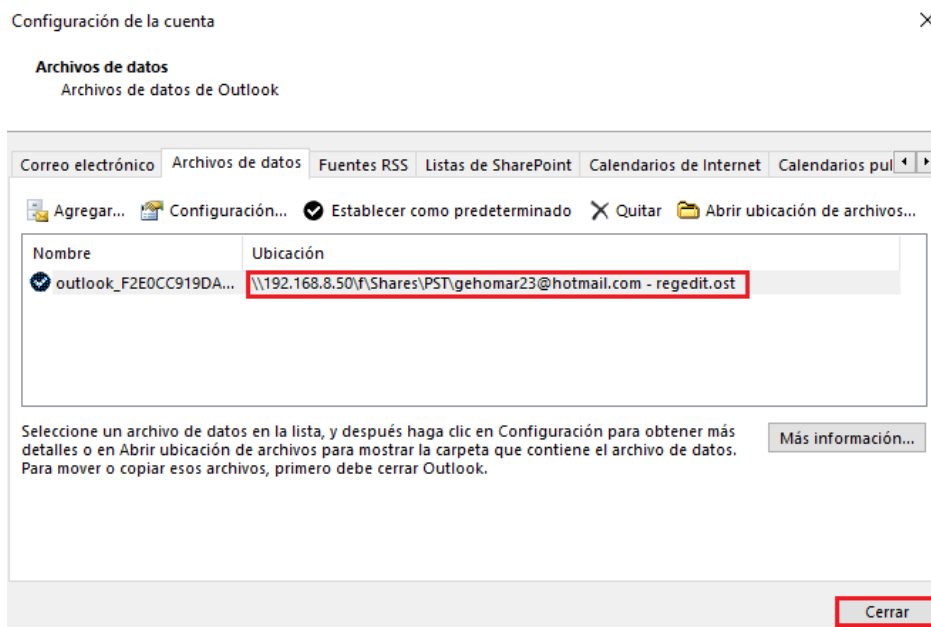 Configuración de la cuenta
Archivos de datos
Archivos de datos de Outlook
Correo electrónico Archivos de datos Fuentes RSS Listas de SharePoint Calendarios de Internet Calendarios pul
Agregar... Configuración... Establecer como predeterminado Quitar Abrir ubicación de archivos...
Nombre Ubicación
outlook_F2E0CC919DA... \\192.168.8.50\f\Shares\PST\gehomar23@hotmail.com - regedit.ost
Seleccione un archivo de datos en la lista, y después haga clic en Configuración para obtener más
detalles o en Abrir ubicación de archivos para mostrar la carpeta que contiene el archivo de datos.
Para mover o copiar esos archivos, primero debe cerrar Outlook.
Más información...
Cerrar